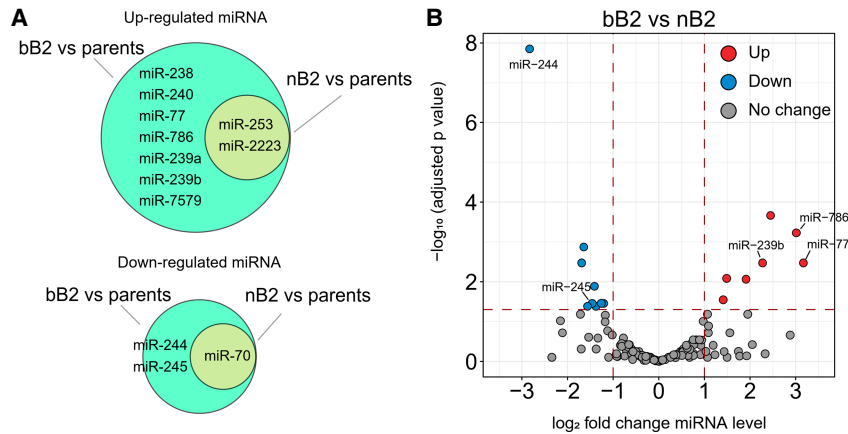 A
Up-regulated miRNA
bB2 vs parents
nB2 vs parents
miR-238
miR-240
miR-77
miR-786
miR-239a
miR-239b
miR-7579
miR-253
miR-2223
Down-regulated miRNA
bB2 vs parents
nB2 vs parents
miR-244
miR-245
miR-70
B
bB2 vs nB2
−log₁₀ (adjusted p value)
8
6
4
2
0
miR−244
Up
Down
No change
miR−786
miR−239b
miR−77
miR−245
−3 −2 −1 0 1 2 3
log₂ fold change miRNA level